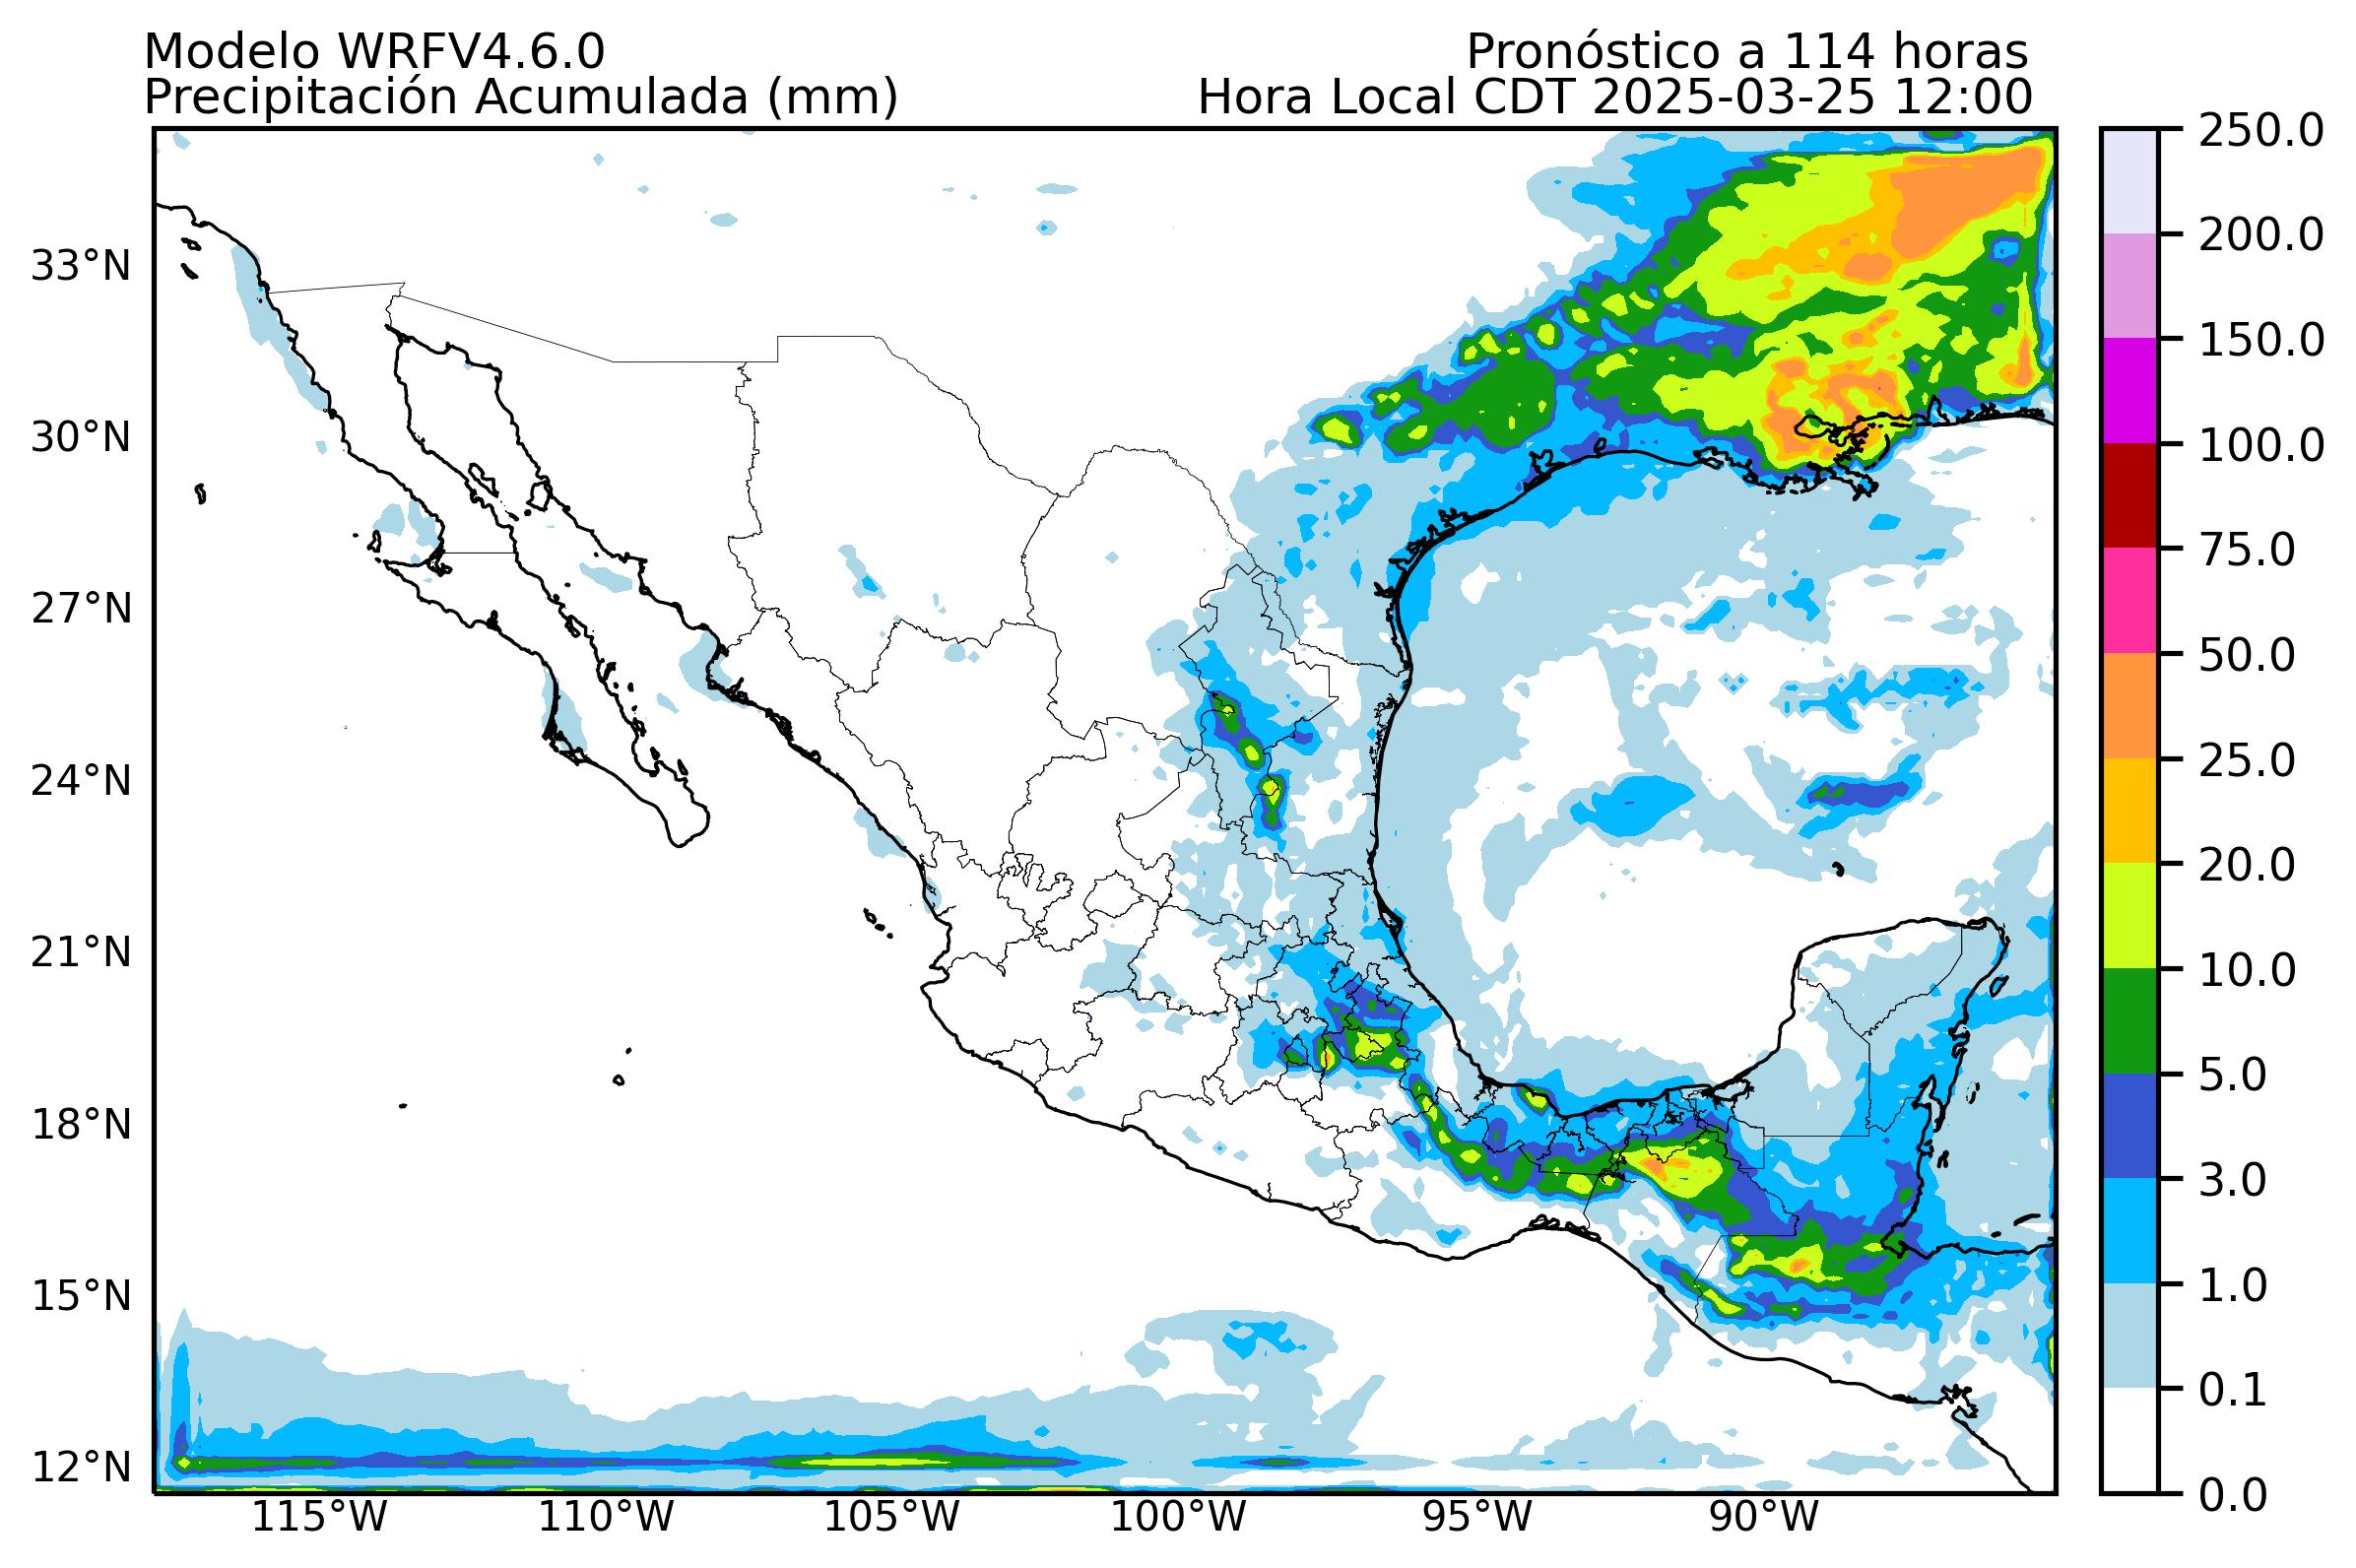 Modelo WRFV4.6.0
Pronóstico a 114 horas
Precipitación Acumulada (mm)
Hora Local CDT 2025-03-25 12:00
33°N
30°N
27°N
24°N
21°N
18°N
15°N
12°N
115°W
110°W
105°W
100°W
95°W
90°W
250.0
200.0
150.0
100.0
75.0
50.0
25.0
20.0
10.0
5.0
3.0
1.0
0.1
0.0